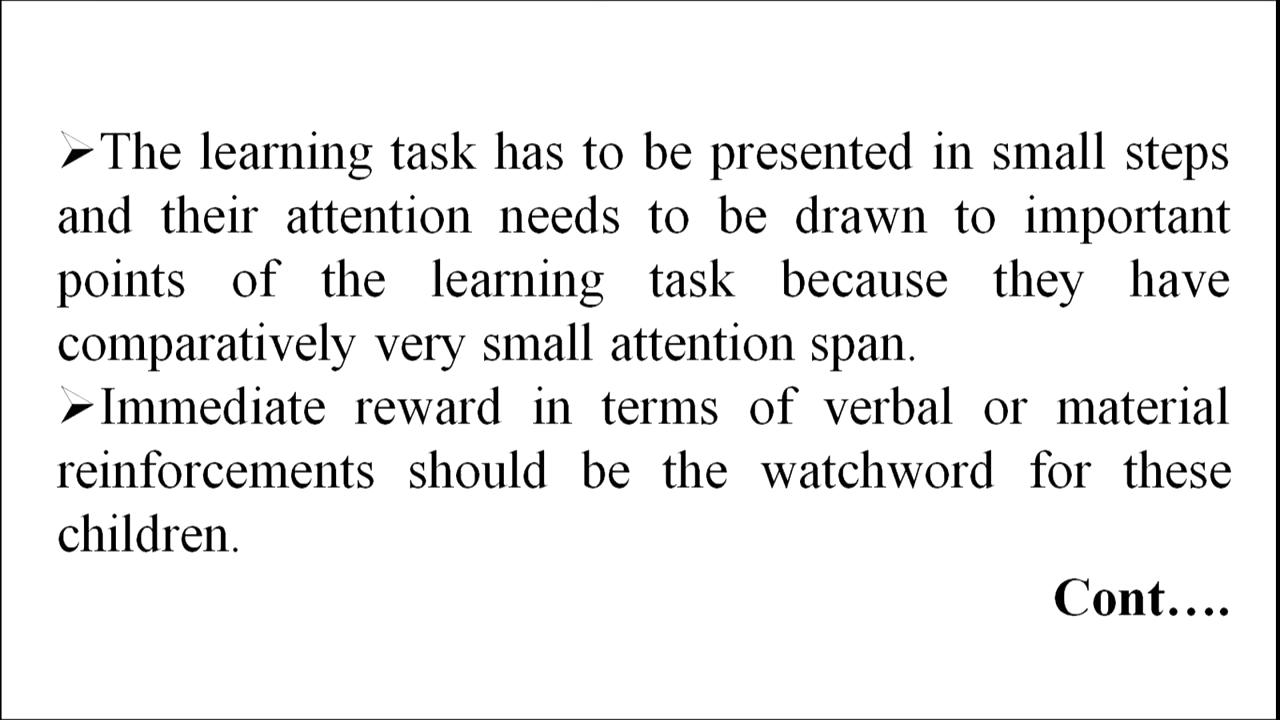 ➢The learning task has to be presented in small steps
and their attention needs to be drawn to important
points of the learning task because they have
comparatively very small attention span.
➢Immediate reward in terms of verbal or material
reinforcements should be the watchword for these
children.
Cont….